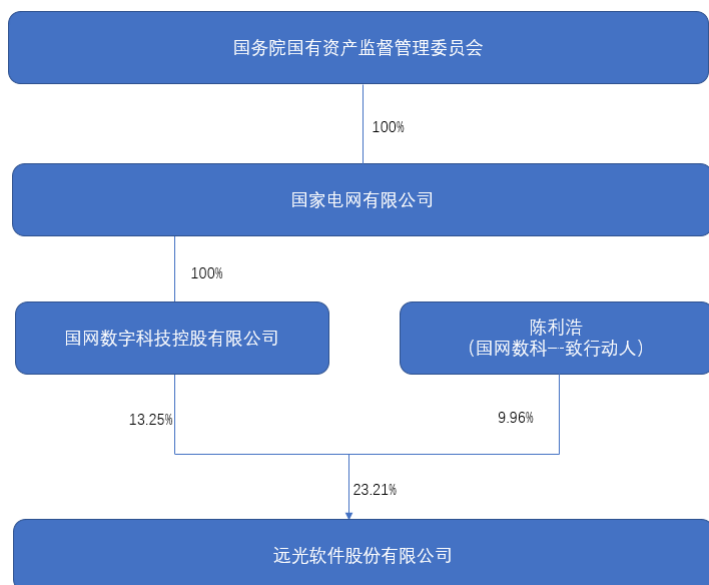 国务院国有资产监督管理委员会
100%
国家电网有限公司
100%
国网数字科技控股有限公司
陈利浩
（国网数科一-致行动人）
13.25%
9.96%
23.21%
远光软件股份有限公司